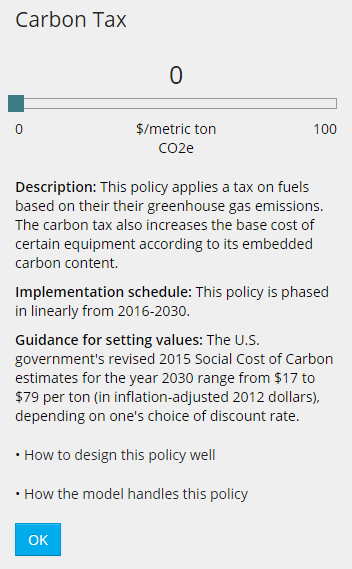 Carbon Tax
0
0 $/metric ton 100
CO2e
Description: This policy applies a tax on fuels
based on their their greenhouse gas emissions.
The carbon tax also increases the base cost of
certain equipment according to its embedded
carbon content.
Implementation schedule: This policy is phased
in linearly from 2016-2030.
Guidance for setting values: The U.S.
government's revised 2015 Social Cost of Carbon
estimates for the year 2030 range from $17 to
$79 per ton (in inflation-adjusted 2012 dollars),
depending on one's choice of discount rate.
• How to design this policy well
• How the model handles this policy
OK